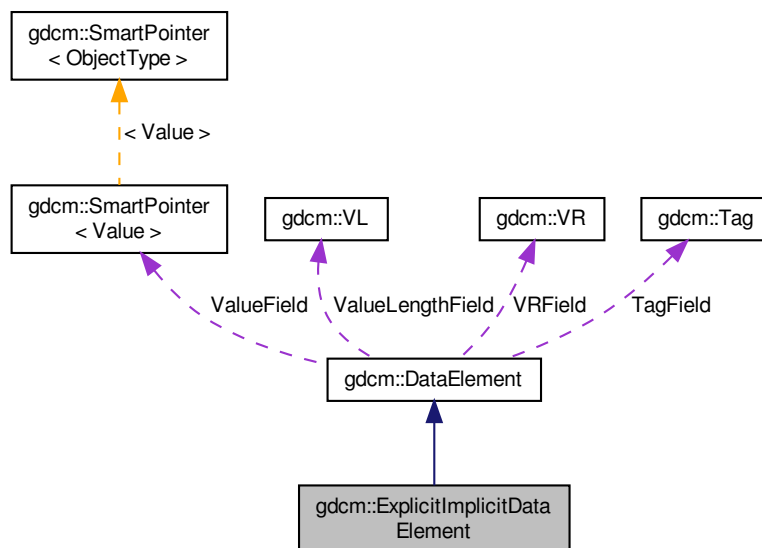 gdcm::SmartPointer
< ObjectType >
< Value >
gdcm::SmartPointer
< Value >
gdcm::VL
gdcm::VR
gdcm::Tag
ValueField
ValueLengthField
VRField
TagField
gdcm::DataElement
gdcm::ExplicitImplicitData
Element